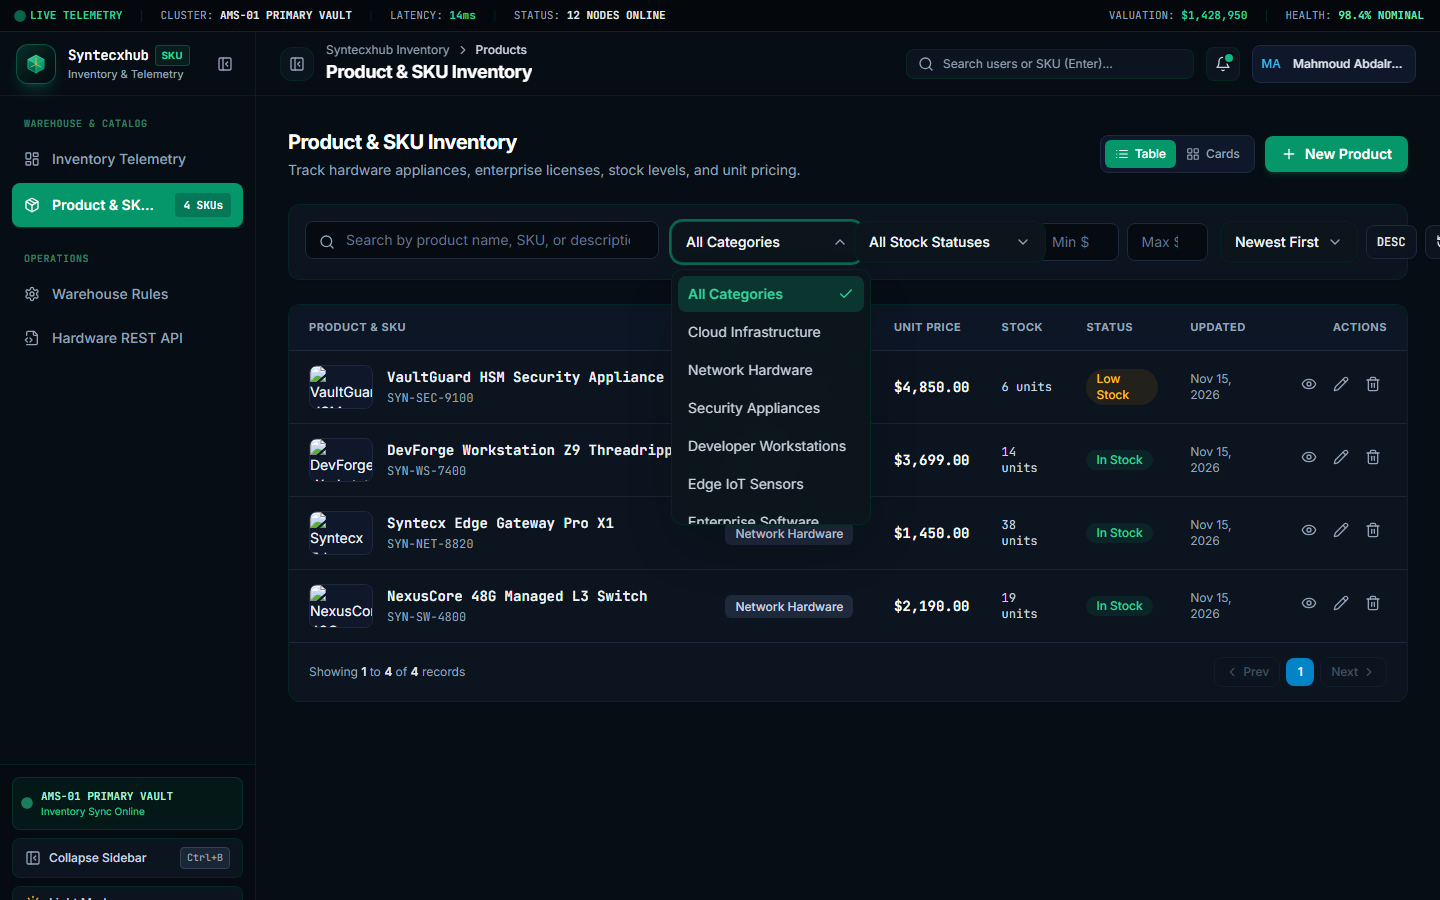 LIVE TELEMETRY CLUSTER: AMS-01 PRIMARY VAULT LATENCY: 14ms STATUS: 12 NODES ONLINE VALUATION: $1,428,950 HEALTH: 98.4% NOMINAL
Syntecxhub SKU
Inventory & Telemetry
Syntecxhub Inventory > Products
Product & SKU Inventory
Search users or SKU (Enter)...
MA Mahmoud Abdalr...
WAREHOUSE & CATALOG
Inventory Telemetry
Product & SK... 4 SKUs
OPERATIONS
Warehouse Rules
Hardware REST API
Product & SKU Inventory
Track hardware appliances, enterprise licenses, stock levels, and unit pricing.
Table Cards
+ New Product
Search by product name, SKU, or descripti
All Categories
All Stock Statuses
Min $
Max $
Newest First
DESC
All Categories
Cloud Infrastructure
Network Hardware
Security Appliances
Developer Workstations
Edge IoT Sensors
Enterprise Software
PRODUCT & SKU UNIT PRICE STOCK STATUS UPDATED ACTIONS
VaultGuar
VaultGuard HSM Security Appliance
SYN-SEC-9100
$4,850.00
6 units
Low
Stock
Nov 15,
2026
DevForge
DevForge Workstation Z9 Threadripp
SYN-WS-7400
$3,699.00
14
units
In Stock
Nov 15,
2026
Syntecx
Syntecx Edge Gateway Pro X1
SYN-NET-8820
Network Hardware
$1,450.00
38
units
In Stock
Nov 15,
2026
NexusCor
NexusCore 48G Managed L3 Switch
SYN-SW-4800
Network Hardware
$2,190.00
19
units
In Stock
Nov 15,
2026
Showing 1 to 4 of 4 records
Prev 1 Next
AMS-01 PRIMARY VAULT
Inventory Sync Online
Collapse Sidebar Ctrl+B